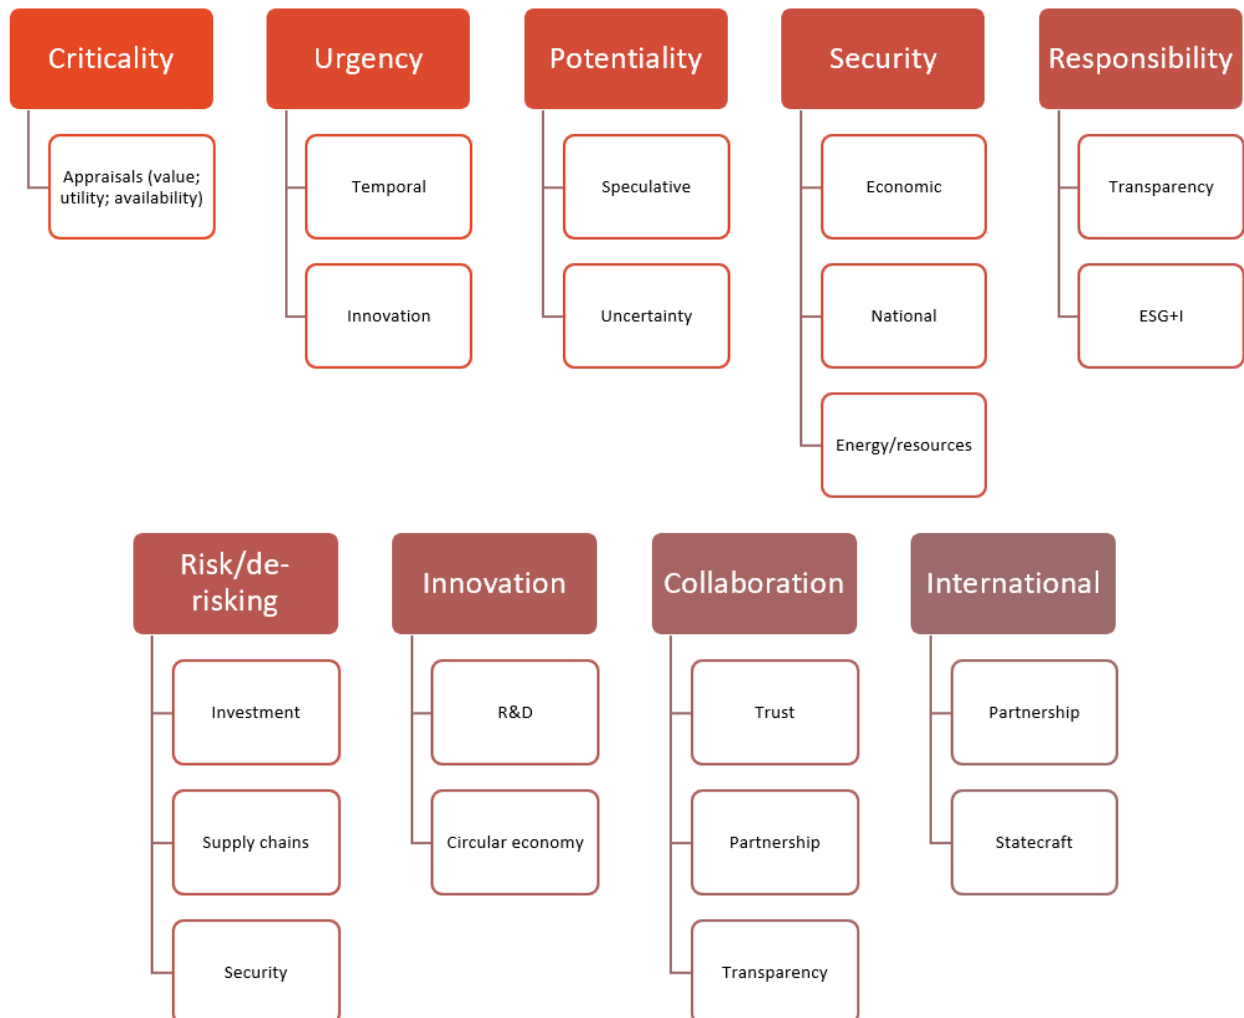 Criticality
Appraisals (value;
utility; availability)
Urgency
Temporal
Innovation
Potentiality
Speculative
Uncertainty
Security
Economic
National
Energy/resources
Responsibility
Transparency
ESG+I
Risk/de-
risking
Investment
Supply chains
Security
Innovation
R&D
Circular economy
Collaboration
Trust
Partnership
Transparency
International
Partnership
Statecraft